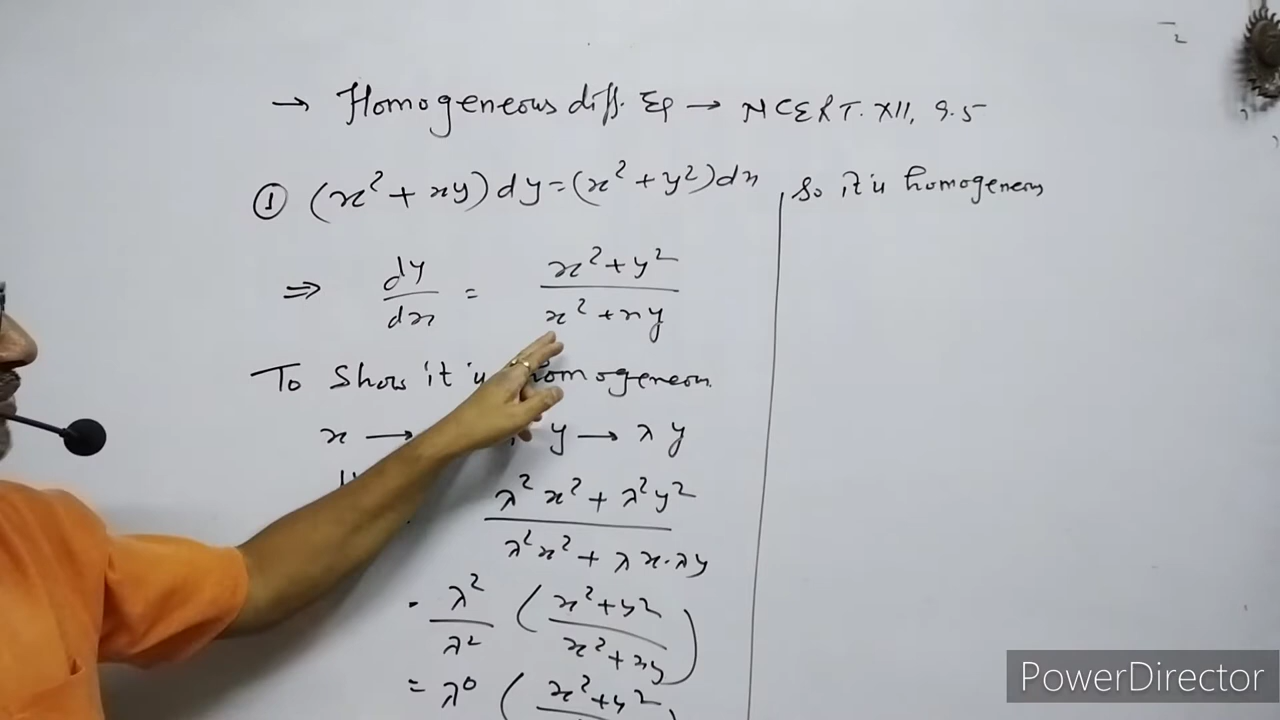 → Homogeneous diff. Eq → NCERT. XII, 9.5
① (x² + xy) dy = (x² + y²) dx
⇒ dy/dx = (x² + y²)/(x² + xy)
To Show it is homogeneous
x → y → λy
(λ²x² + λ²y²)/(λ²x² + λx·λy)
= λ²/λ² ((x² + y²)/(x² + xy))
= λ⁰ (x² + y²
So it is homogeneous
PowerDirector